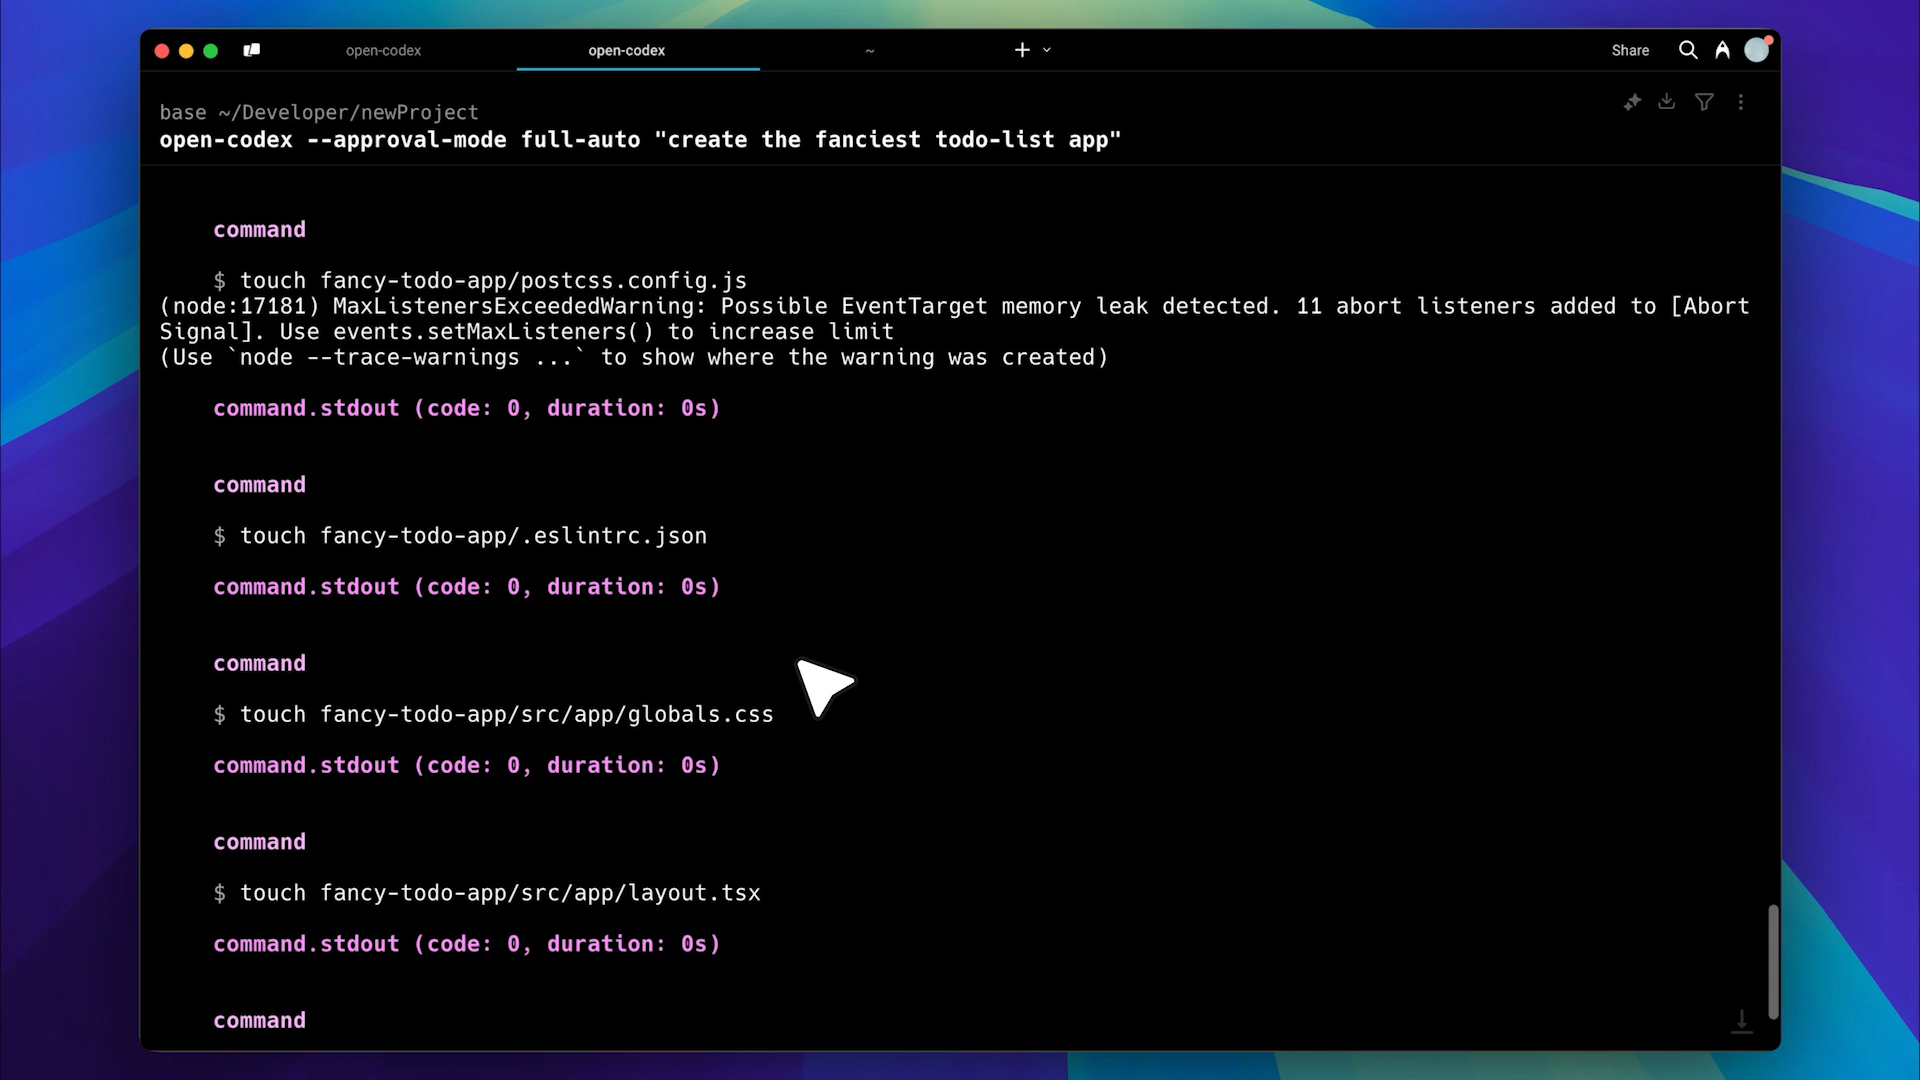 open-codex open-codex ~ Share
base ~/Developer/newProject
open-codex --approval-mode full-auto "create the fanciest todo-list app"
command
$ touch fancy-todo-app/postcss.config.js
(node:17181) MaxListenersExceededWarning: Possible EventTarget memory leak detected. 11 abort listeners added to [Abort
Signal]. Use events.setMaxListeners() to increase limit
(Use `node --trace-warnings ...` to show where the warning was created)
command.stdout (code: 0, duration: 0s)
command
$ touch fancy-todo-app/.eslintrc.json
command.stdout (code: 0, duration: 0s)
command
$ touch fancy-todo-app/src/app/globals.css
command.stdout (code: 0, duration: 0s)
command
$ touch fancy-todo-app/src/app/layout.tsx
command.stdout (code: 0, duration: 0s)
command